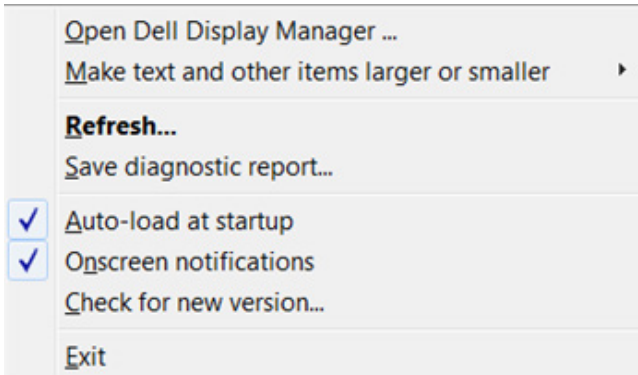 Open Dell Display Manager ...
Make text and other items larger or smaller
Refresh...
Save diagnostic report...
Auto-load at startup
Onscreen notifications
Check for new version...
Exit